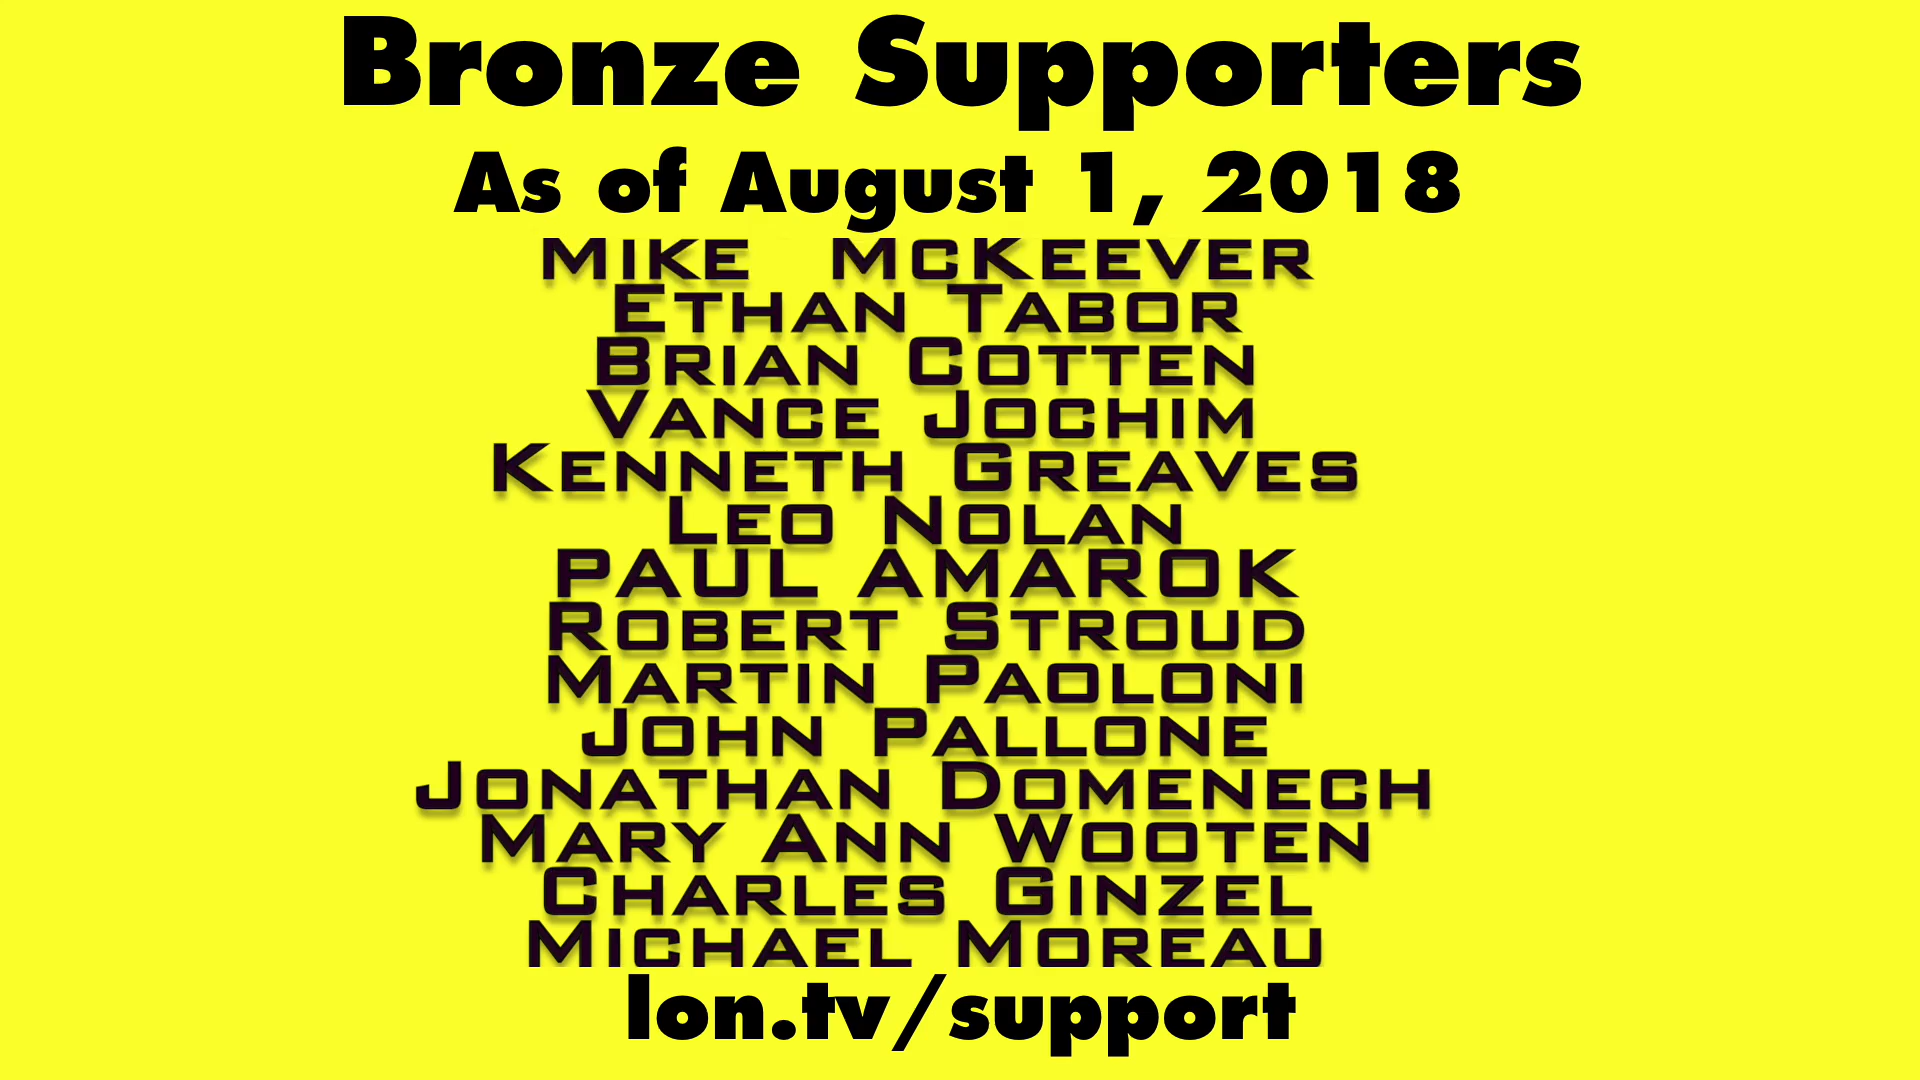 Bronze Supporters
As of August 1, 2018
Mike McKeever
Ethan Tabor
Brian Cotten
Vance Jochim
Kenneth Greaves
Leo Nolan
PAUL AMAROK
Robert Stroud
Martin Paoloni
John Pallone
Jonathan Domenech
Mary Ann Wooten
Charles Ginzel
Michael Moreau
lon.tv/support